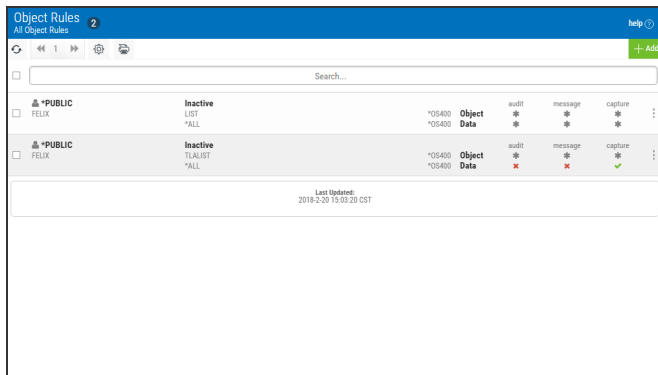 Object Rules 2
All Object Rules
help ?
1
+ Add
Search...
*PUBLIC Inactive audit message capture
FELIX LIST *OS400 Object * * *
*ALL *OS400 Data * * *
*PUBLIC Inactive audit message capture
FELIX TLALIST *OS400 Object * * *
*ALL *OS400 Data
Last Updated:
2018-2-20 15:03:20 CST